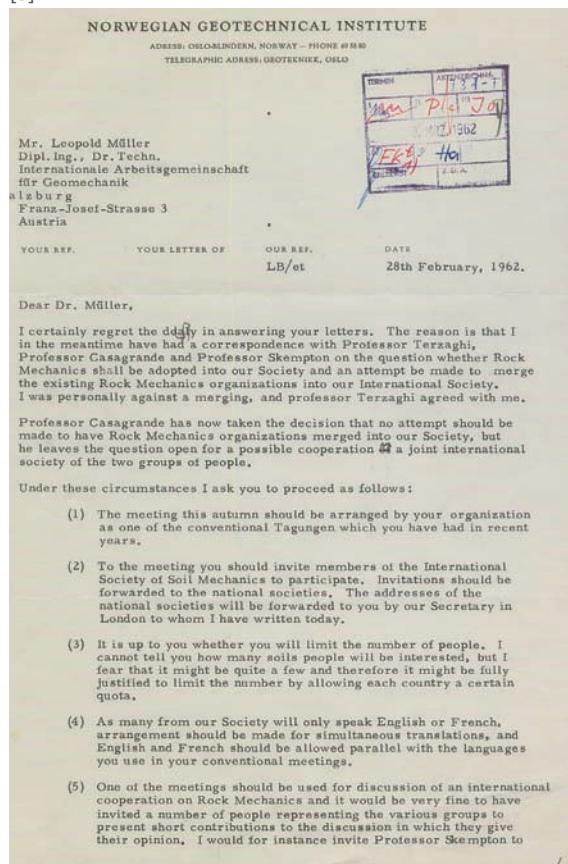 NORWEGIAN GEOTECHNICAL INSTITUTE
ADRESS: OSLO-BLINDERN, NORWAY – PHONE 69 58 80
TELEGRAPHIC ADRESS: GEOTEKNIKK, OSLO
TERMIN
1962
Mr. Leopold Müller
Dipl. Ing., Dr. Techn.
Internationale Arbeitsgemeinschaft
für Geomechanik
alzburg
Franz-Josef-Strasse 3
Austria
YOUR REF. YOUR LETTER OF OUR REF. DATE
LB/et 28th February, 1962.
Dear Dr. Müller,
I certainly regret the delay in answering your letters. The reason is that I
in the meantime have had a correspondence with Professor Terzaghi,
Professor Casagrande and Professor Skempton on the question whether Rock
Mechanics shall be adopted into our Society and an attempt be made to merge
the existing Rock Mechanics organizations into our International Society.
I was personally against a merging, and professor Terzaghi agreed with me.
Professor Casagrande has now taken the decision that no attempt should be
made to have Rock Mechanics organizations merged into our Society, but
he leaves the question open for a possible cooperation a joint international
society of the two groups of people.
Under these circumstances I ask you to proceed as follows:
(1) The meeting this autumn should be arranged by your organization
as one of the conventional Tagungen which you have had in recent
years.
(2) To the meeting you should invite members of the International
Society of Soil Mechanics to participate. Invitations should be
forwarded to the national societies. The addresses of the
national societies will be forwarded to you by our Secretary in
London to whom I have written today.
(3) It is up to you whether you will limit the number of people. I
cannot tell you how many soils people will be interested, but I
fear that it might be quite a few and therefore it might be fully
justified to limit the number by allowing each country a certain
quota.
(4) As many from our Society will only speak English or French,
arrangement should be made for simultaneous translations, and
English and French should be allowed parallel with the languages
you use in your conventional meetings.
(5) One of the meetings should be used for discussion of an international
cooperation on Rock Mechanics and it would be very fine to have
invited a number of people representing the various groups to
present short contributions to the discussion in which they give
their opinion. I would for instance invite Professor Skempton to